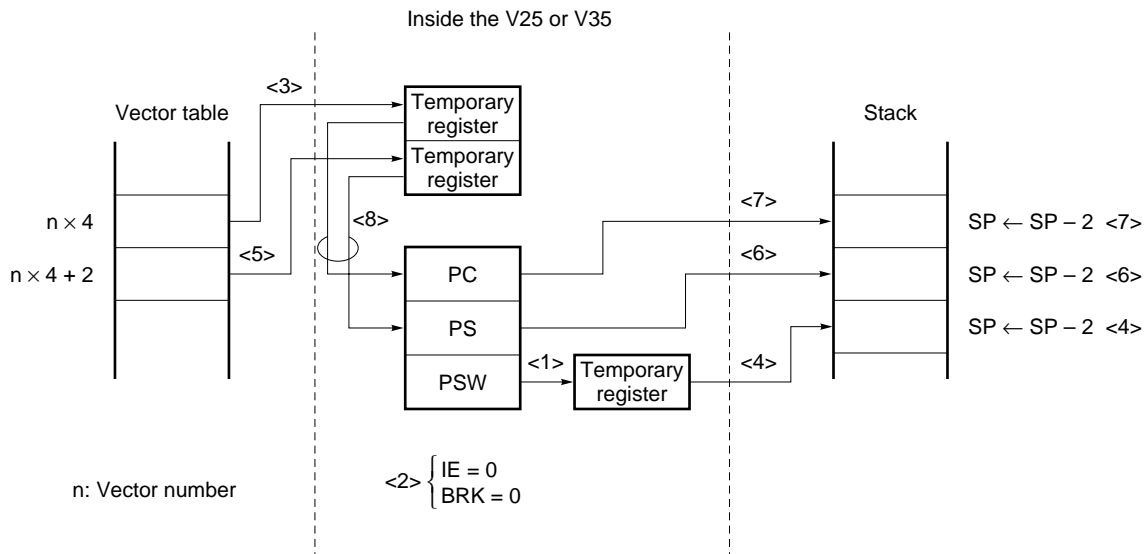 Inside the V25 or V35
<3>
Vector table
Temporary
register
Stack
Temporary
register
<7>
n × 4
<8>
SP ← SP – 2 <7>
<5>
<6>
n × 4 + 2
PC
SP ← SP – 2 <6>
PS
SP ← SP – 2 <4>
<1>
<4>
PSW
Temporary
register
<2> { IE = 0
BRK = 0
n: Vector number